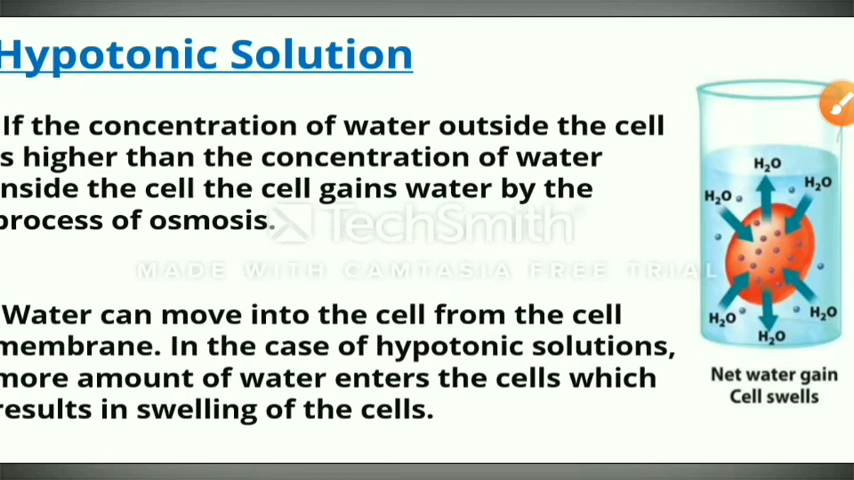 Hypotonic Solution
If the concentration of water outside the cell
s higher than the concentration of water
nside the cell the cell gains water by the
process of osmosis.
TechSmith
MADE WITH CAMTASIA FREE TRIAL
Water can move into the cell from the cell
membrane. In the case of hypotonic solutions,
more amount of water enters the cells which
results in swelling of the cells.
H₂O
H₂O
H₂O
H₂O
H₂O
H₂O
Net water gain
Cell swells